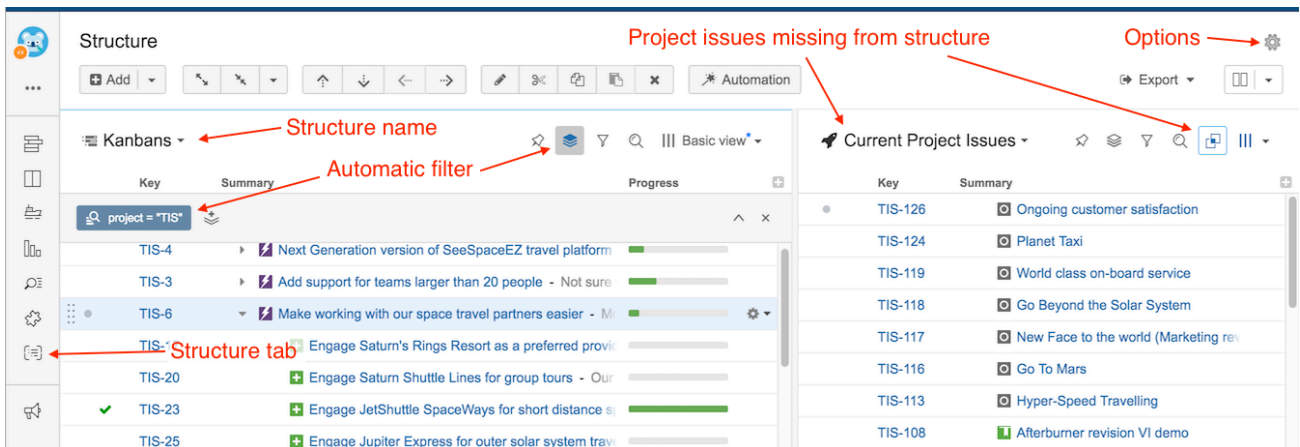 Structure
Project issues missing from structure
Options
Add
Automation
Export
Kanbans
Structure name
Basic view*
Current Project Issues
Automatic filter
Key Summary Progress
Key Summary
project = "TIS"
TIS-4 Next Generation version of SeeSpaceEZ travel platform
TIS-3 Add support for teams larger than 20 people - Not sure
TIS-6 Make working with our space travel partners easier -
Structure tab
Engage Saturn's Rings Resort as a preferred
TIS-20 Engage Saturn Shuttle Lines for group tours - Our
TIS-23 Engage JetShuttle SpaceWays for short distance
TIS-25 Engage Jupiter Express for outer solar system
TIS-126 Ongoing customer satisfaction
TIS-124 Planet Taxi
TIS-119 World class on-board service
TIS-118 Go Beyond the Solar System
TIS-117 New Face to the world (Marketing
TIS-116 Go To Mars
TIS-113 Hyper-Speed Travelling
TIS-108 Afterburner revision VI demo